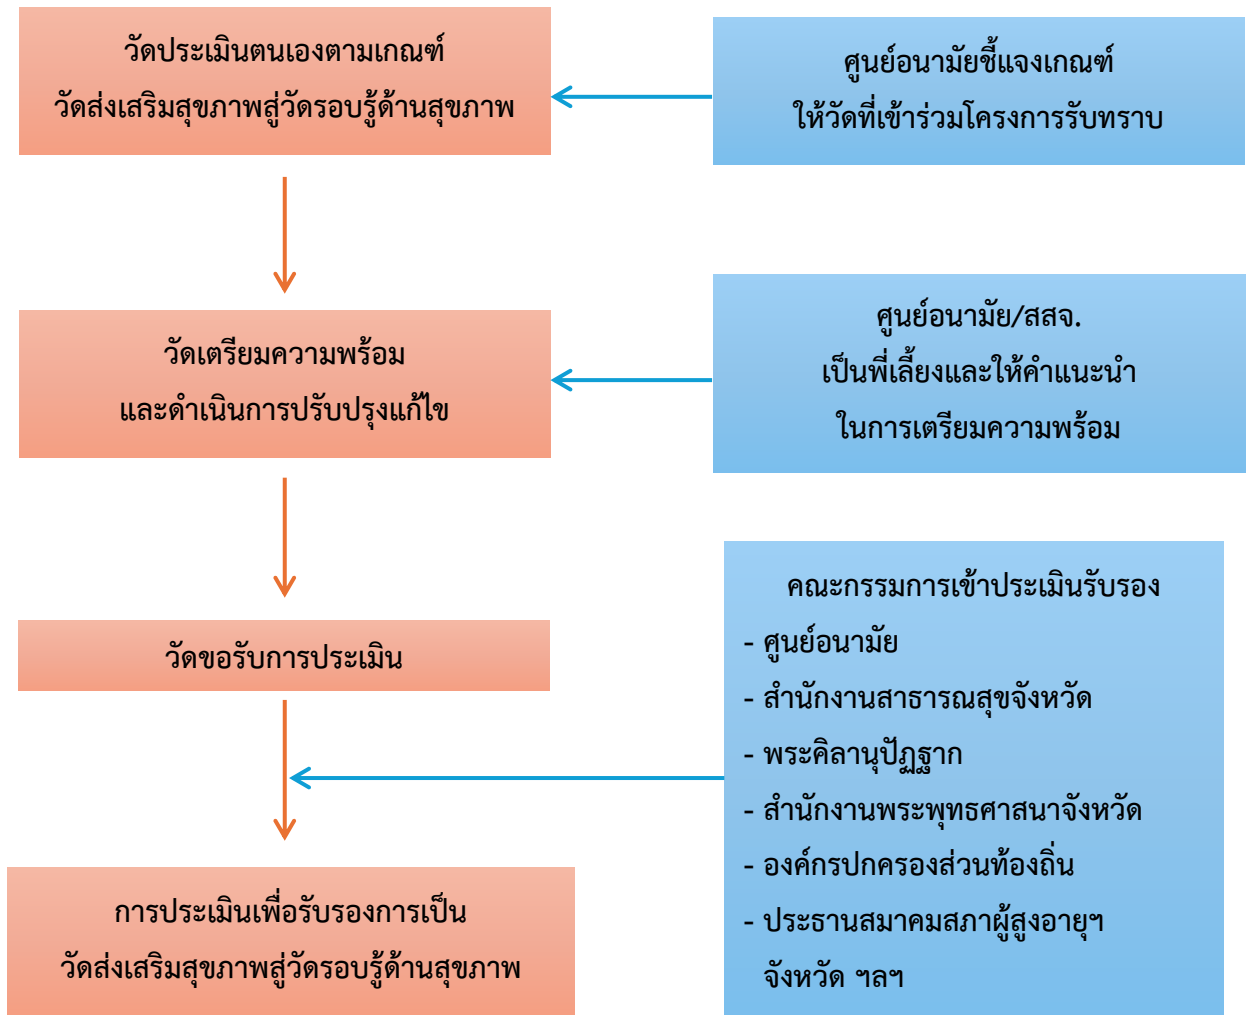 วัดประเมินตนเองตามเกณฑ์
วัดส่งเสริมสุขภาพสู่วัดรอบรู้ด้านสุขภาพ
ศูนย์อนามัยชี้แจงเกณฑ์
ให้วัดที่เข้าร่วมโครงการรับทราบ
วัดเตรียมความพร้อม
และดำเนินการปรับปรุงแก้ไข
ศูนย์อนามัย/สสจ.
เป็นพี่เลี้ยงและให้คำแนะนำ
ในการเตรียมความพร้อม
วัดขอรับการประเมิน
คณะกรรมการเข้าประเมินรับรอง
- ศูนย์อนามัย
- สำนักงานสาธารณสุขจังหวัด
- พระคิลานุปัฏฐาก
- สำนักงานพระพุทธศาสนาจังหวัด
- องค์กรปกครองส่วนท้องถิ่น
- ประธานสมาคมสภาผู้สูงอายุฯ
จังหวัด ฯลฯ
การประเมินเพื่อรับรองการเป็น
วัดส่งเสริมสุขภาพสู่วัดรอบรู้ด้านสุขภาพ